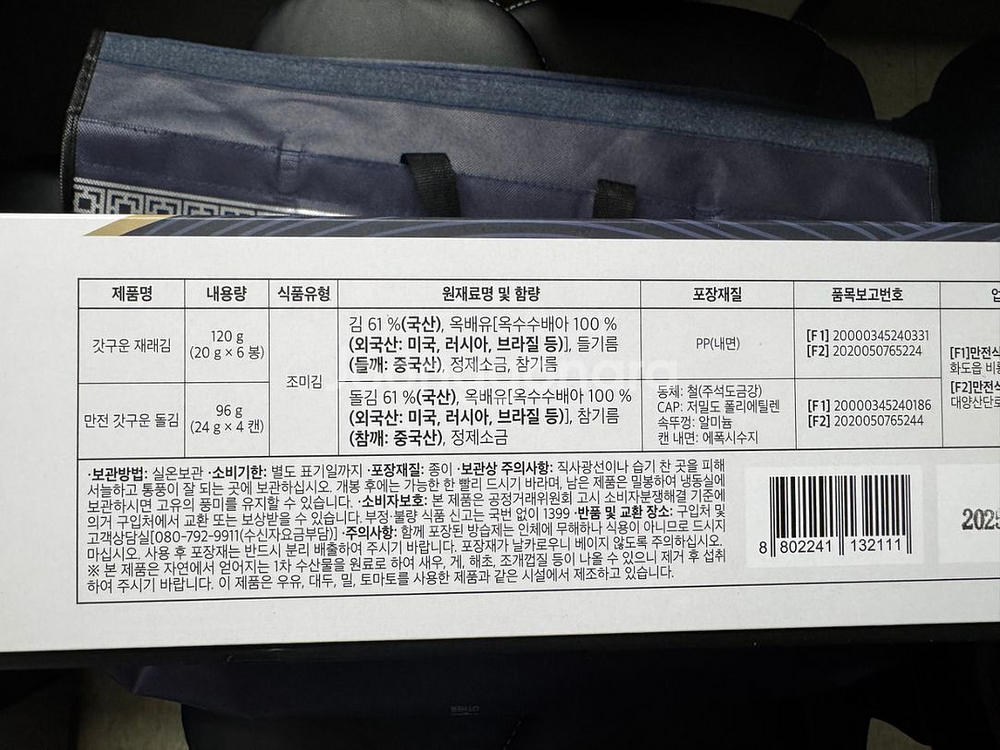 제품명 내용량 식품유형 원재료명 및 함량 포장재질 품목보고번호
갓구운 재래김
120 g
(20 g × 6 봉)
조미김
김 61 %(국산), 옥배유[옥수수배아 100 %
(외국산: 미국, 러시아, 브라질 등)], 들기름
(들깨: 중국산), 정제소금, 참기름
PP(내면)
[F1] 20000345240331
[F2] 2020050765224
만전 갓구운 돌김
96 g
(24 g × 4 캔)
돌김 61 %(국산), 옥배유[옥수수배아 100 %
(외국산: 미국, 러시아, 브라질 등)], 참기름
(참깨: 중국산), 정제소금
동체: 철(주석도금강)
CAP: 저밀도 폴리에틸렌
속뚜껑: 알미늄
캔 내면: 에폭시수지
[F1] 20000345240186
[F2] 2020050765244
[F1]만전식
화도읍 비룡
[F2]만전식
대양산단로
·보관방법: 실온보관 ·소비기한: 별도 표기일까지 ·포장재질: 종이 ·보관상 주의사항: 직사광선이나 습기 찬 곳을 피해
서늘하고 통풍이 잘 되는 곳에 보관하십시오. 개봉 후에는 가능한 한 빨리 드시기 바라며, 남은 제품은 밀봉하여 냉동실에
보관하시면 고유의 풍미를 유지할 수 있습니다. ·소비자보호: 본 제품은 공정거래위원회 고시 소비자분쟁해결 기준에
의거 구입처에서 교환 또는 보상받을 수 있습니다. 부정·불량 식품 신고는 국번 없이 1399 ·반품 및 교환 장소: 구입처 및
고객상담실[080-792-9911(수신자요금부담)] ·주의사항: 함께 포장된 방습제는 인체에 무해하나 식용이 아니므로 드시지
마십시오. 사용 후 포장재는 반드시 분리 배출하여 주시기 바랍니다. 포장재가 날카로우니 베이지 않도록 주의하십시오.
※ 본 제품은 자연에서 얻어지는 1차 수산물을 원료로 하여 새우, 게, 해초, 조개껍질 등이 나올 수 있으니 제거 후 섭취
하여 주시기 바랍니다. 이 제품은 우유, 대두, 밀, 토마토를 사용한 제품과 같은 시설에서 제조하고 있습니다.
8 802241 132111
2025